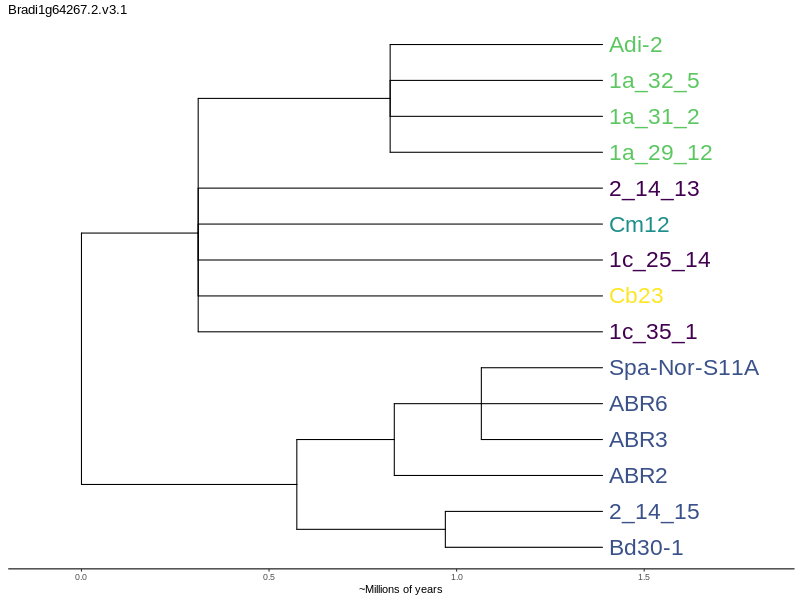 Bradi1g64267.2.v3.1
Adi-2
1a_32_5
1a_31_2
1a_29_12
2_14_13
Cm12
1c_25_14
Cb23
1c_35_1
Spa-Nor-S11A
ABR6
ABR3
ABR2
2_14_15
Bd30-1
0.0 0.5 1.0 1.5
~Millions of years